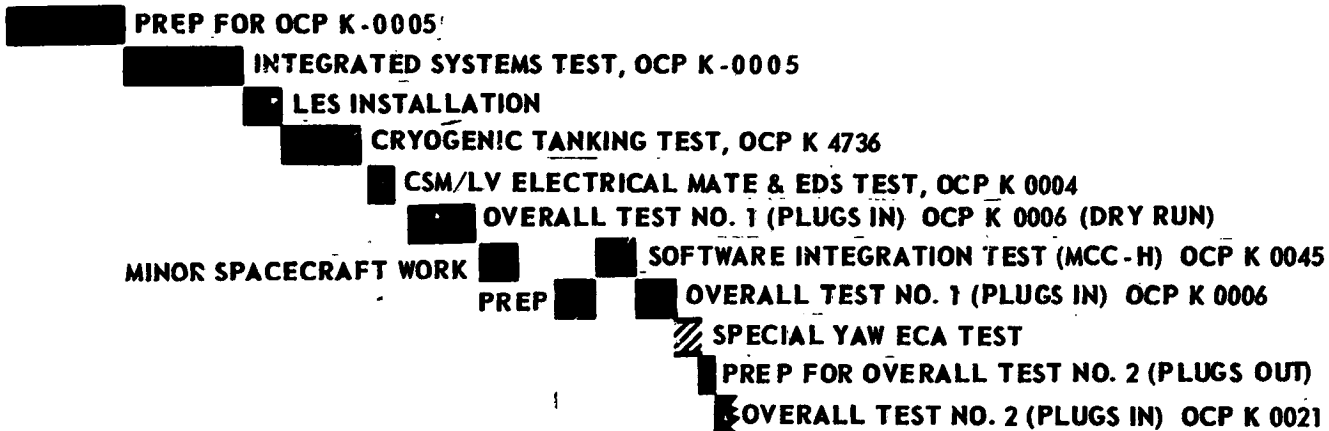 PREP FOR OCP K-0005
INTEGRATED SYSTEMS TEST, OCP K-0005
LES INSTALLATION
CRYOGENIC TANKING TEST, OCP K 4736
CSM/LV ELECTRICAL MATE & EDS TEST, OCP K 0004
OVERALL TEST NO. 1 (PLUGS IN) OCP K 0006 (DRY RUN)
MINOR SPACECRAFT WORK
SOFTWARE INTEGRATION TEST (MCC-H) OCP K 0045
PREP
OVERALL TEST NO. 1 (PLUGS IN) OCP K 0006
SPECIAL YAW ECA TEST
PREP FOR OVERALL TEST NO. 2 (PLUGS OUT)
OVERALL TEST NO. 2 (PLUGS IN) OCP K 0021